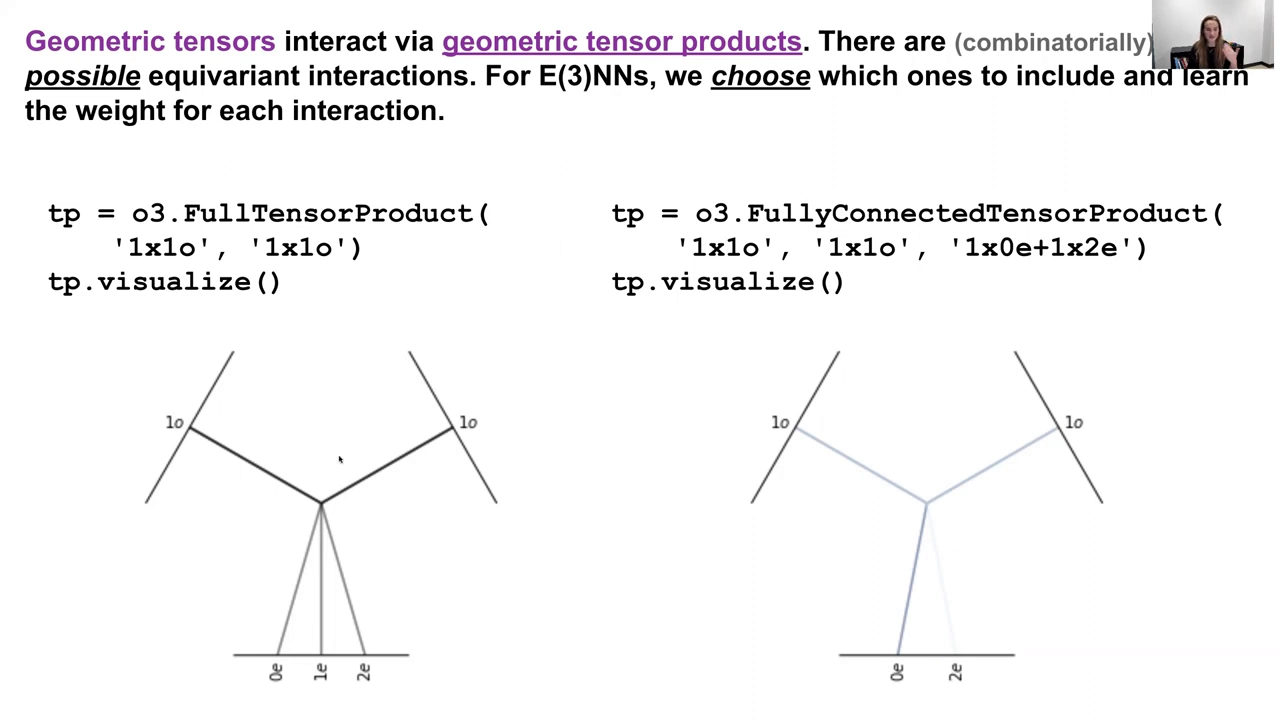 Geometric tensors interact via geometric tensor products. There are (combinatorially)
possible equivariant interactions. For E(3)NNs, we choose which ones to include and learn
the weight for each interaction.
tp = o3.FullTensorProduct(
'1x1o', '1x1o')
tp.visualize()
tp = o3.FullyConnectedTensorProduct(
'1x1o', '1x1o', '1x0e+1x2e')
tp.visualize()
1o
1o
0e
1e
2e
1o
1o
0e
2e